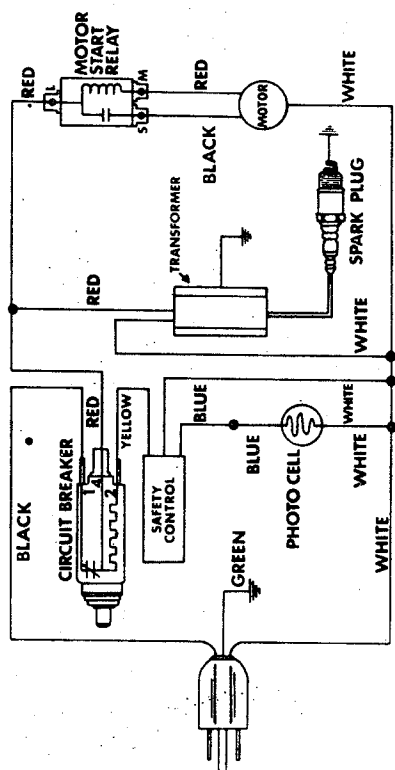 BLACK
CIRCUIT BREAKER
1
4
2
RED
YELLOW
SAFETY
CONTROL
BLUE
BLUE
PHOTO CELL
WHITE
WHITE
GREEN
WHITE
RED
TRANSFORMER
SPARK PLUG
WHITE
RED
MOTOR
START
RELAY
L
S
M
RED
BLACK
MOTOR
WHITE